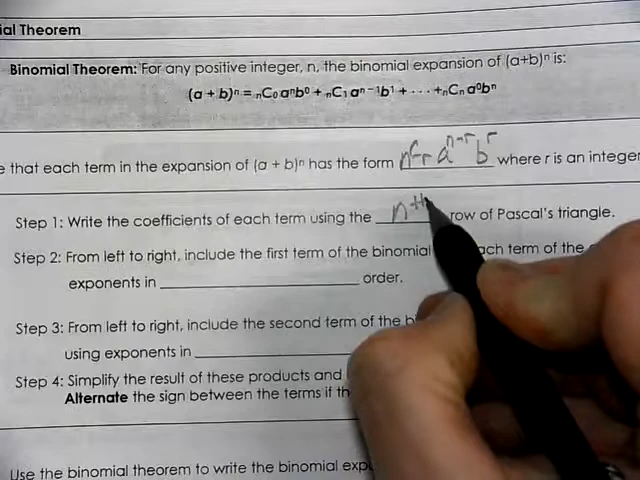 ial Theorem
Binomial Theorem: For any positive integer, n, the binomial expansion of (a+b)ⁿ is:
(a + b)ⁿ = ₙC₀ aⁿb⁰ + ₙC₁ aⁿ⁻¹b¹ + ⋯ + ₙCₙ a⁰bⁿ
e that each term in the expansion of (a + b)ⁿ has the form nCr aⁿ⁻ʳ bʳ where r is an integer
Step 1: Write the coefficients of each term using the nth row of Pascal's triangle.
Step 2: From left to right, include the first term of the binomial ach term of the
exponents in ____ order.
Step 3: From left to right, include the second term of the
using exponents in ____
Step 4: Simplify the result of these products and
Alternate the sign between the terms if th
Use the binomial theorem to write the binomial exp